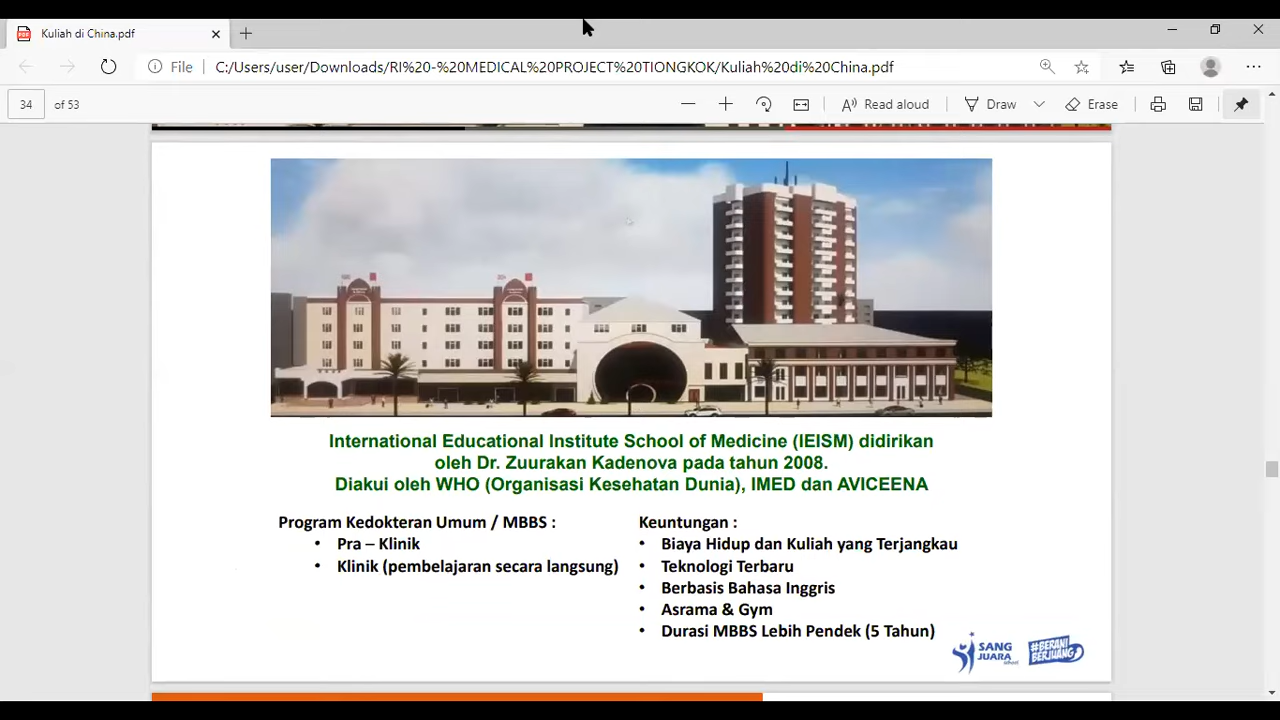 Kuliah di China.pdf
File
C:/Users/user/Downloads/RI%20-%20MEDICAL%20PROJECT%20TIONGKOK/Kuliah%20di%20China.pdf
34 of 53
Read aloud
Draw
Erase
International Educational Institute School of Medicine (IEISM) didirikan
oleh Dr. Zuurakan Kadenova pada tahun 2008.
Diakui oleh WHO (Organisasi Kesehatan Dunia), IMED dan AVICEENA
Program Kedokteran Umum / MBBS :
• Pra – Klinik
• Klinik (pembelajaran secara langsung)
Keuntungan :
• Biaya Hidup dan Kuliah yang Terjangkau
• Teknologi Terbaru
• Berbasis Bahasa Inggris
• Asrama & Gym
• Durasi MBBS Lebih Pendek (5 Tahun)
SANG
JUARA
school
#BERANI
BERJUANG